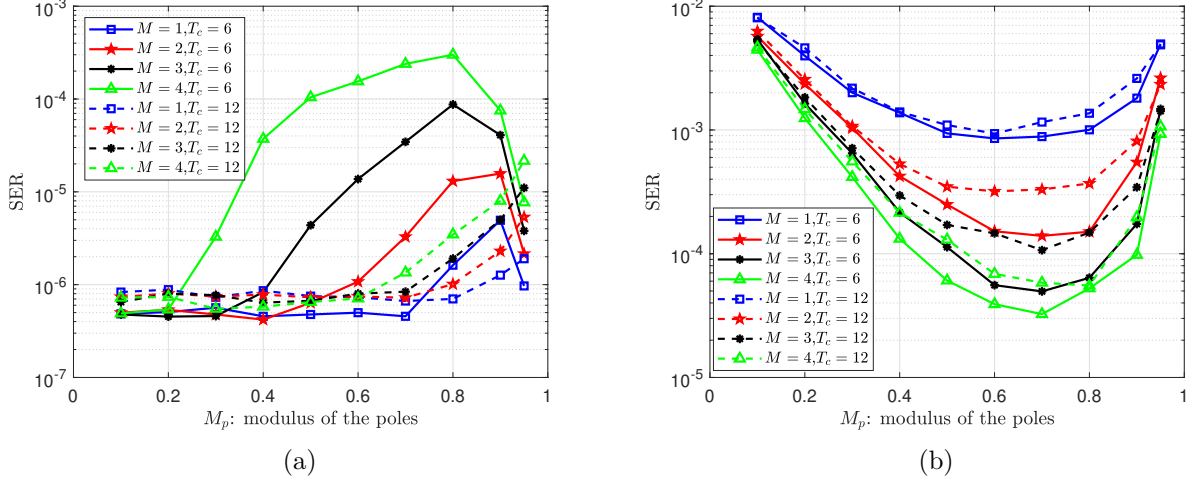 10^-3
10^-4
10^-5
10^-6
10^-7
SER
M = 1,T_c = 6
M = 2,T_c = 6
M = 3,T_c = 6
M = 4,T_c = 6
M = 1,T_c = 12
M = 2,T_c = 12
M = 3,T_c = 12
M = 4,T_c = 12
0 0.2 0.4 0.6 0.8 1
M_p: modulus of the poles
(a)
10^-2
10^-3
10^-4
10^-5
SER
M = 1,T_c = 6
M = 2,T_c = 6
M = 3,T_c = 6
M = 4,T_c = 6
M = 1,T_c = 12
M = 2,T_c = 12
M = 3,T_c = 12
M = 4,T_c = 12
0 0.2 0.4 0.6 0.8 1
M_p: modulus of the poles
(b)